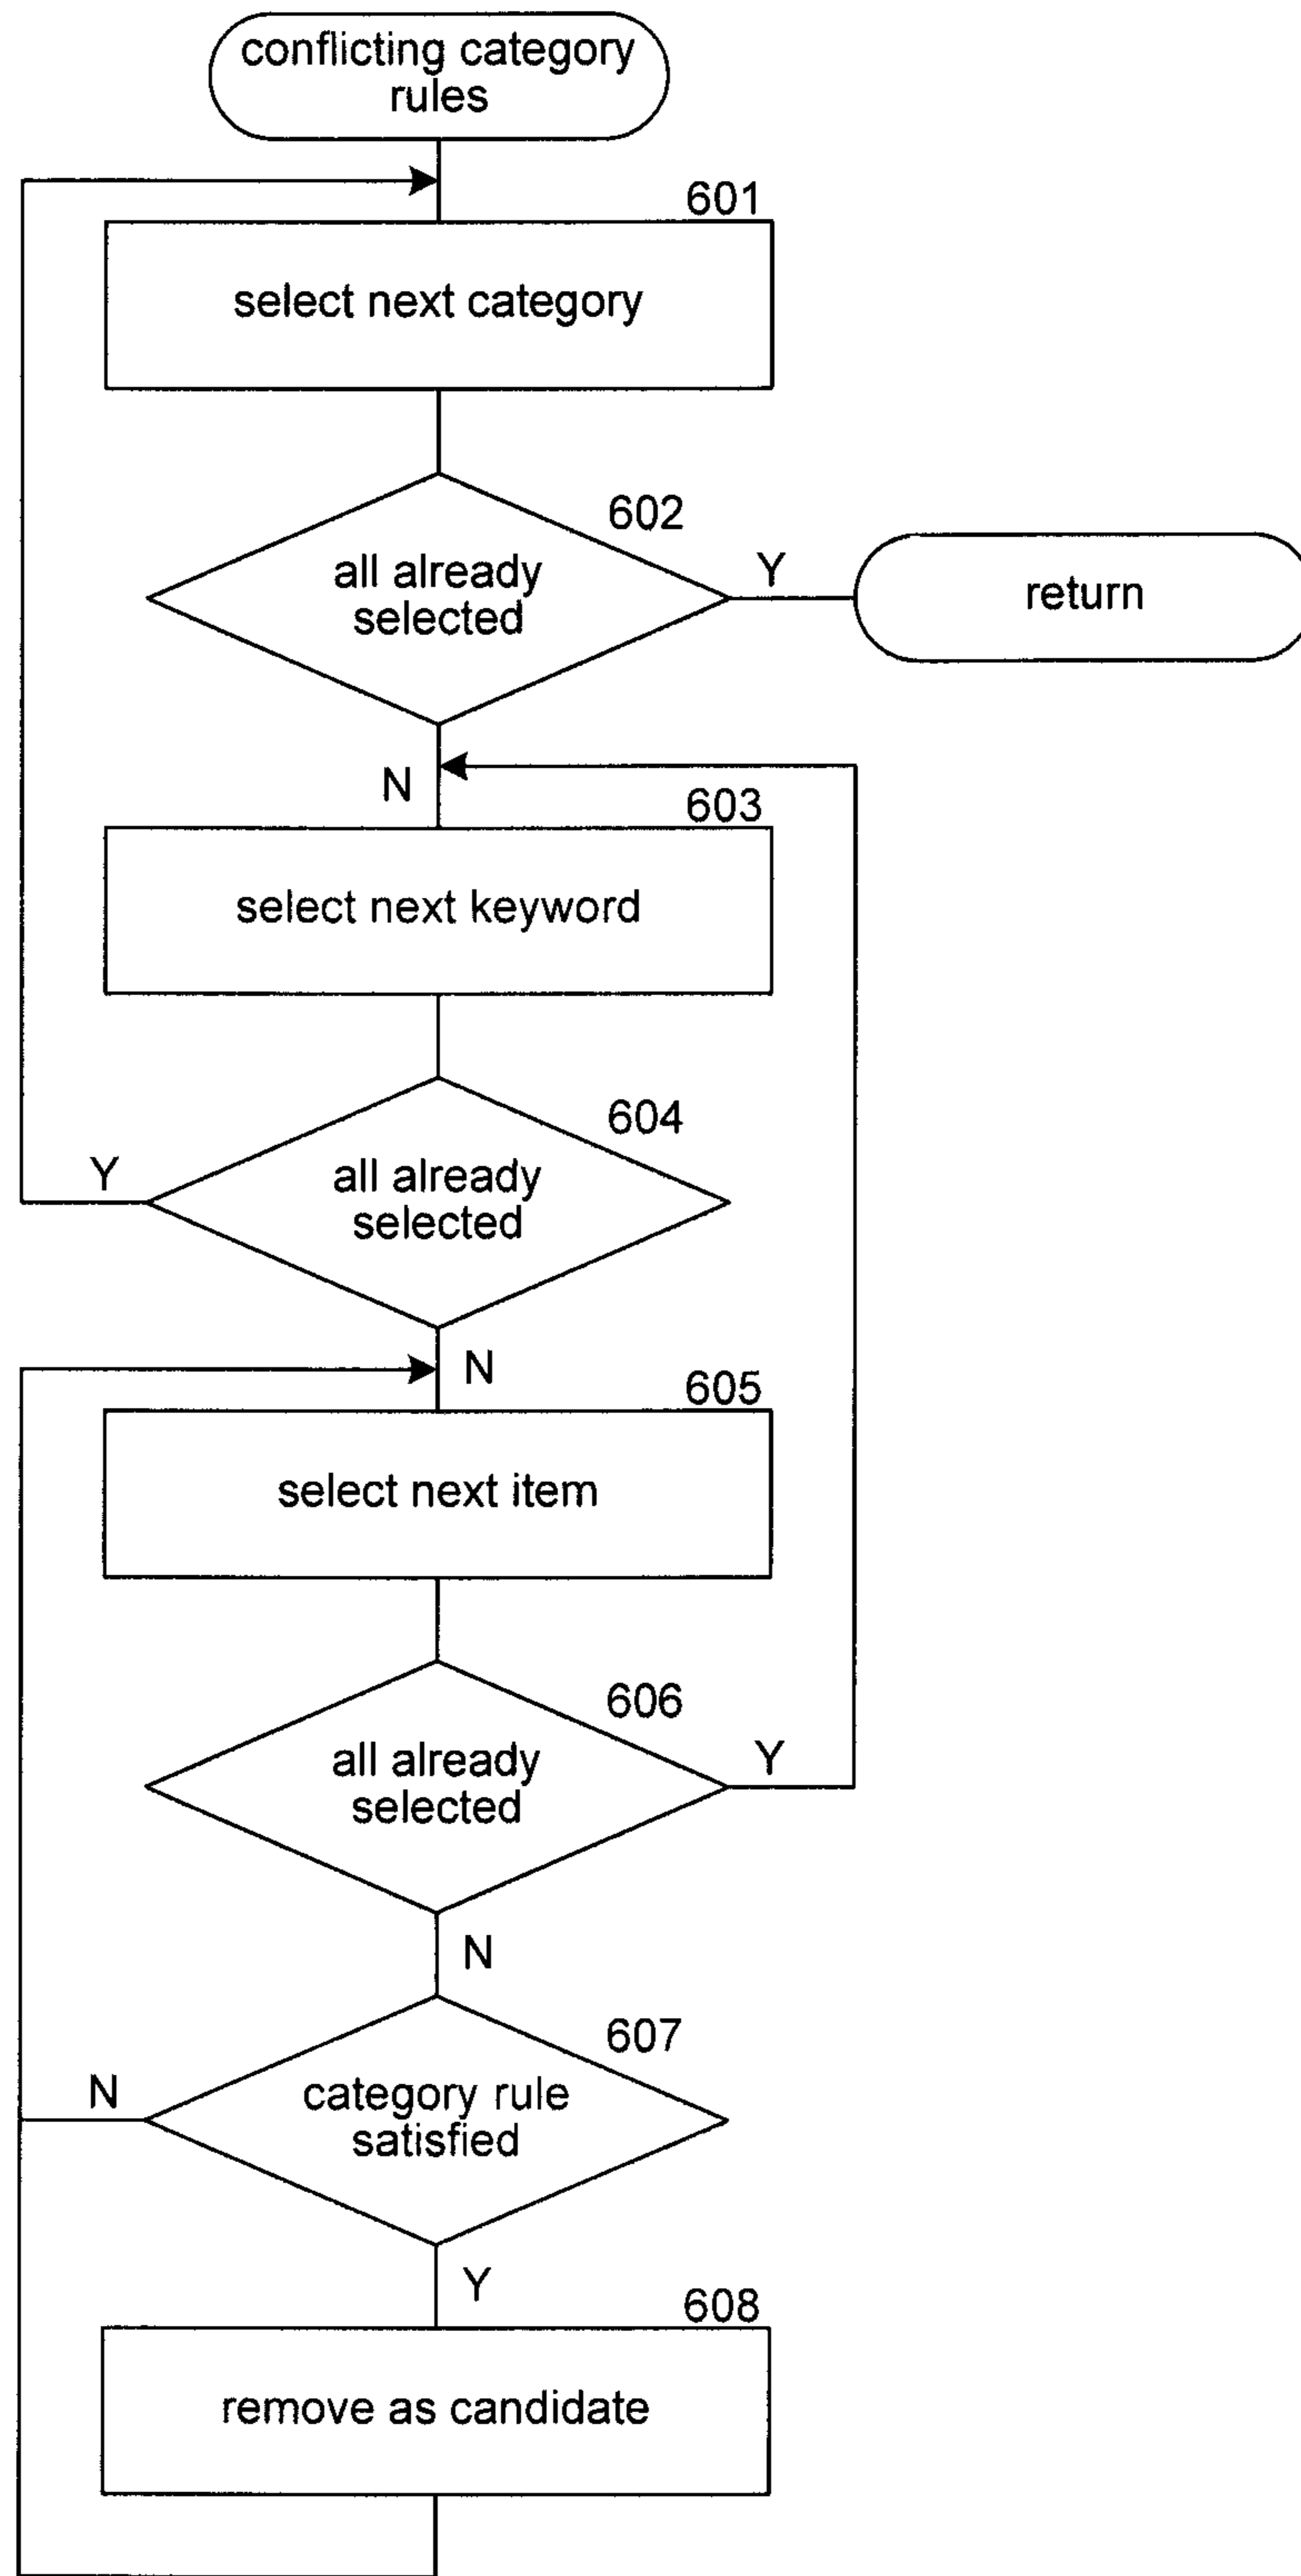 conflicting category
rules
601
select next category
602
all already
selected
Y
return
N
603
select next keyword
604
Y
all already
selected
N
605
select next item
606
all already
selected
Y
N
607
N
category rule
satisfied
Y
608
remove as candidate